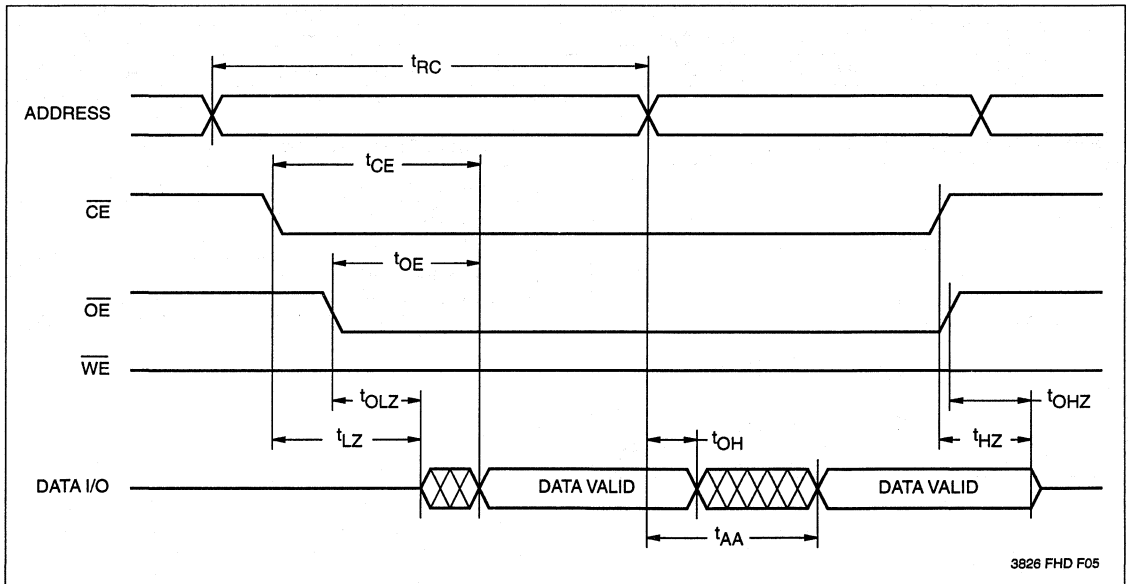 tRC
ADDRESS
tCE
CE
tOE
OE
WE
tOLZ
tOHZ
tLZ
tOH
tHZ
DATA I/O
DATA VALID
DATA VALID
tAA
3826 FHD F05